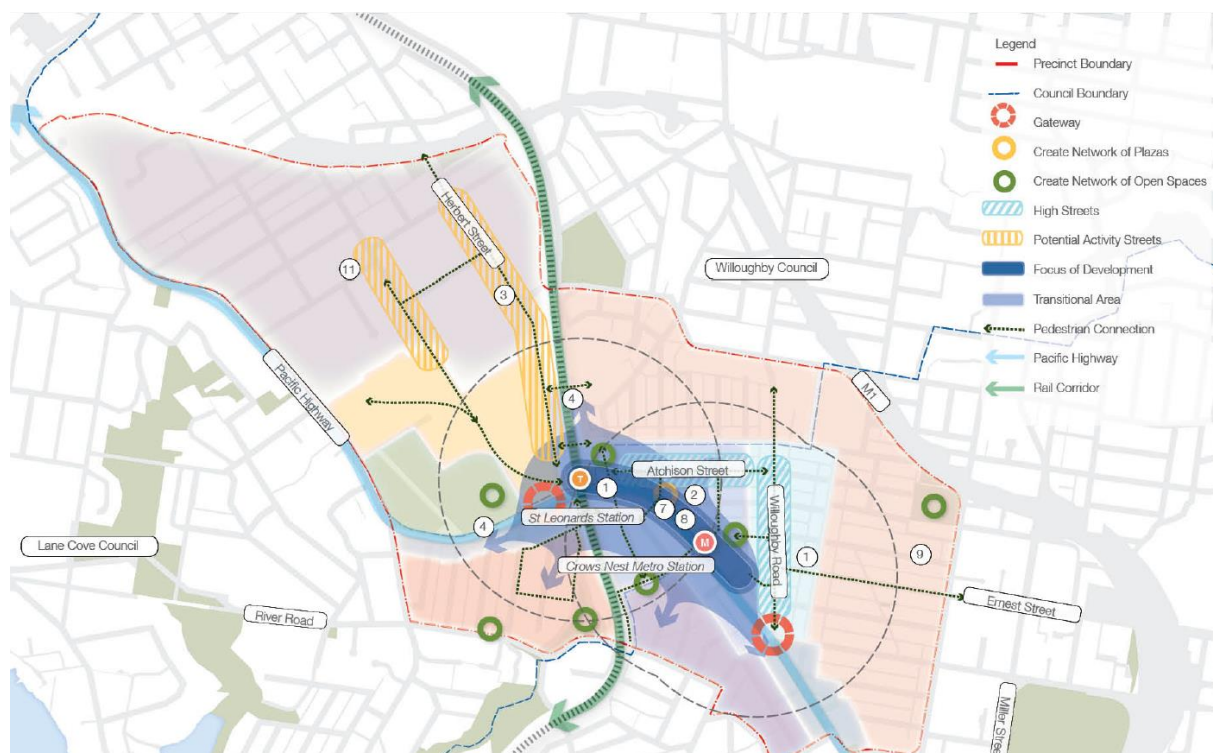 Legend
Precinct Boundary
Council Boundary
Gateway
Create Network of Plazas
Create Network of Open Spaces
High Streets
Potential Activity Streets
Focus of Development
Transitional Area
Pedestrian Connection
Pacific Highway
Rail Corridor
Herbert Street
11
3
Willoughby Council
Pacific Highway
M1
4
Atchison Street
T
1
2
7
8
St Leonards Station
4
M
Willoughby Road
1
9
Lane Cove Council
Crows Nest Metro Station
River Road
Ernest Street
Miller Stree